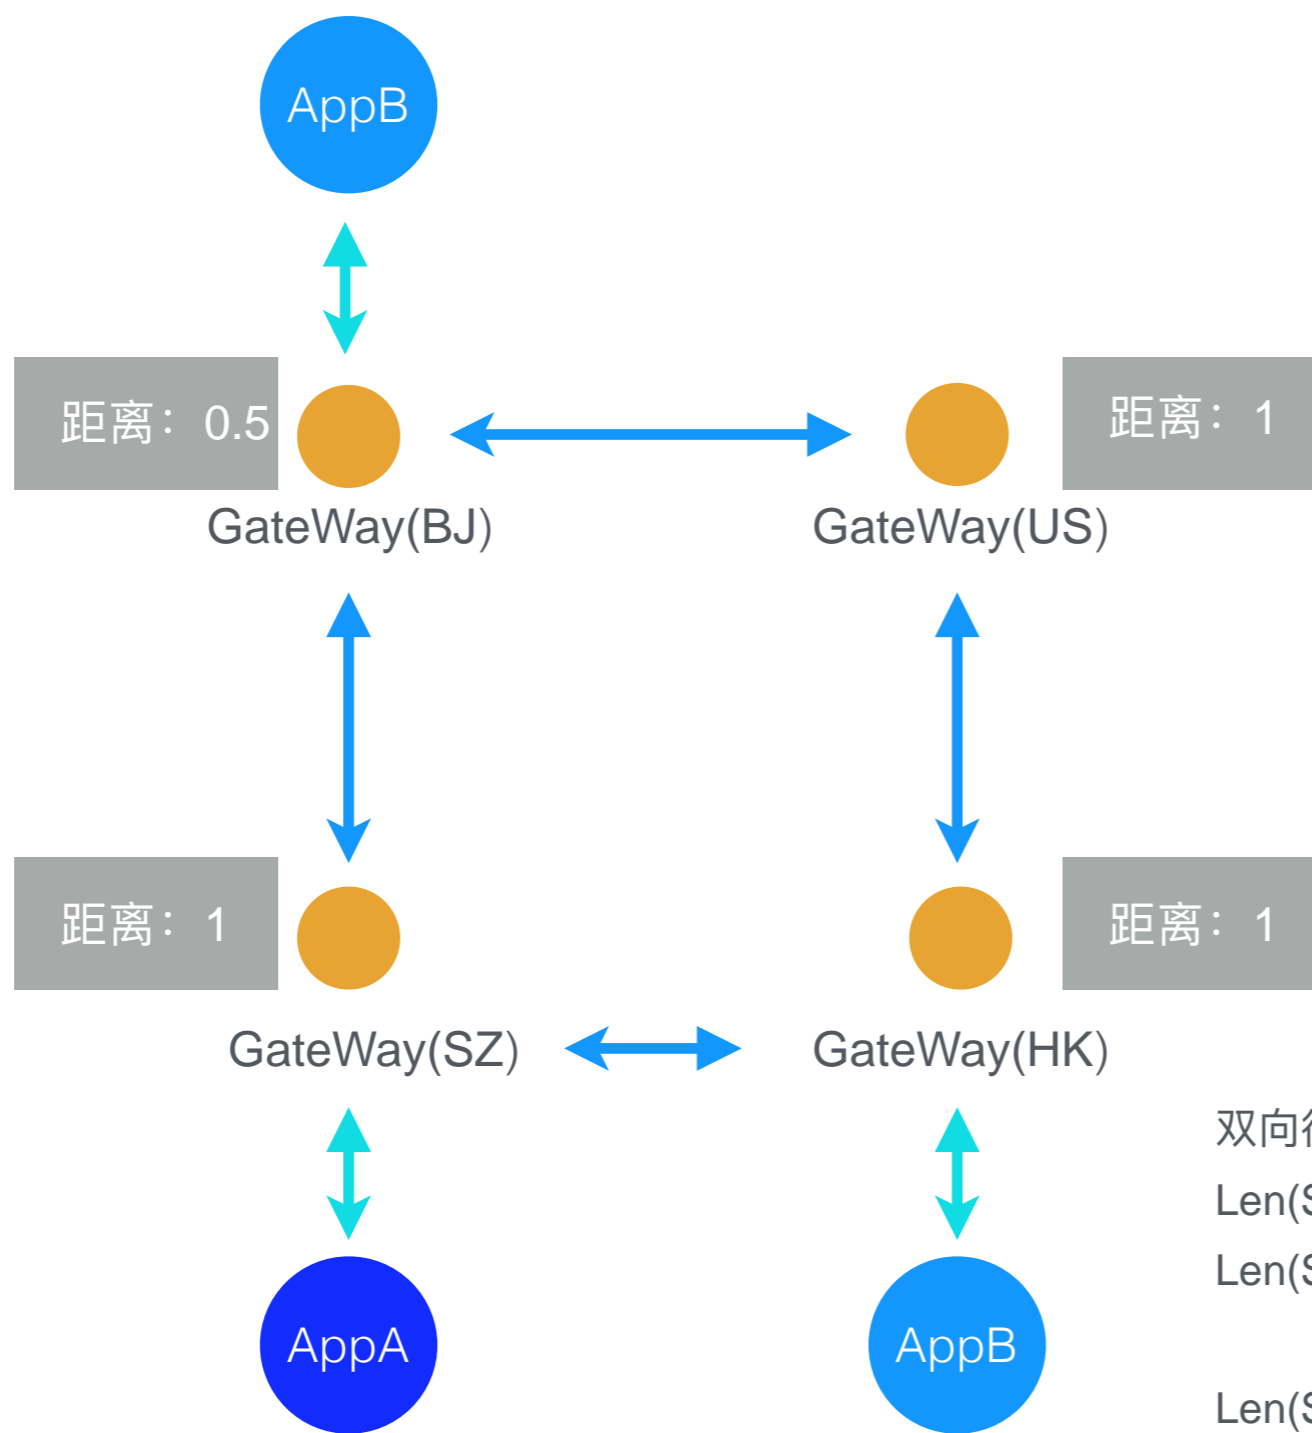 AppB
距离：0.5
距离：1
GateWay(BJ)
GateWay(US)
距离：1
距离：1
GateWay(SZ)
GateWay(HK)
双向
Len(
Len(
AppA
AppB
Len(